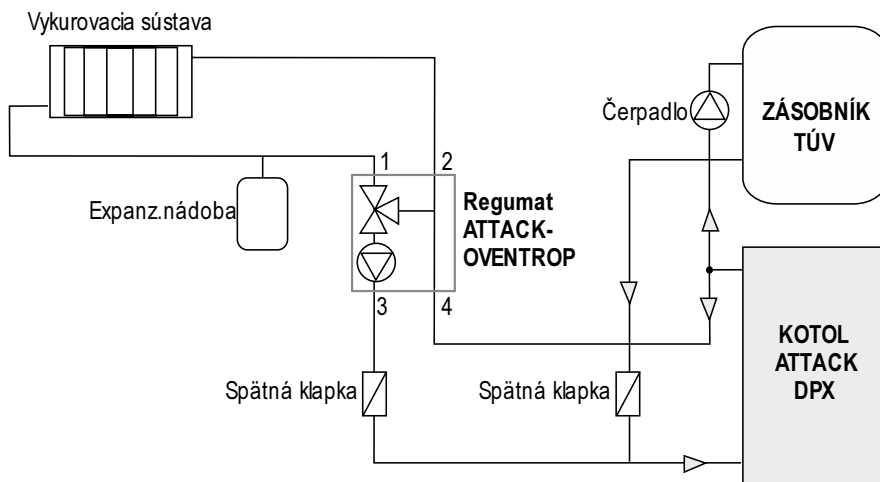 Vykurovacia sústava
Čerpadlo
ZÁSOBNÍK
TÚV
1
2
Expanz.nádoba
Regumat
ATTACK-
OVENTROP
3
4
KOTOL
ATTACK
DPX
Spätná klapka
Spätná klapka